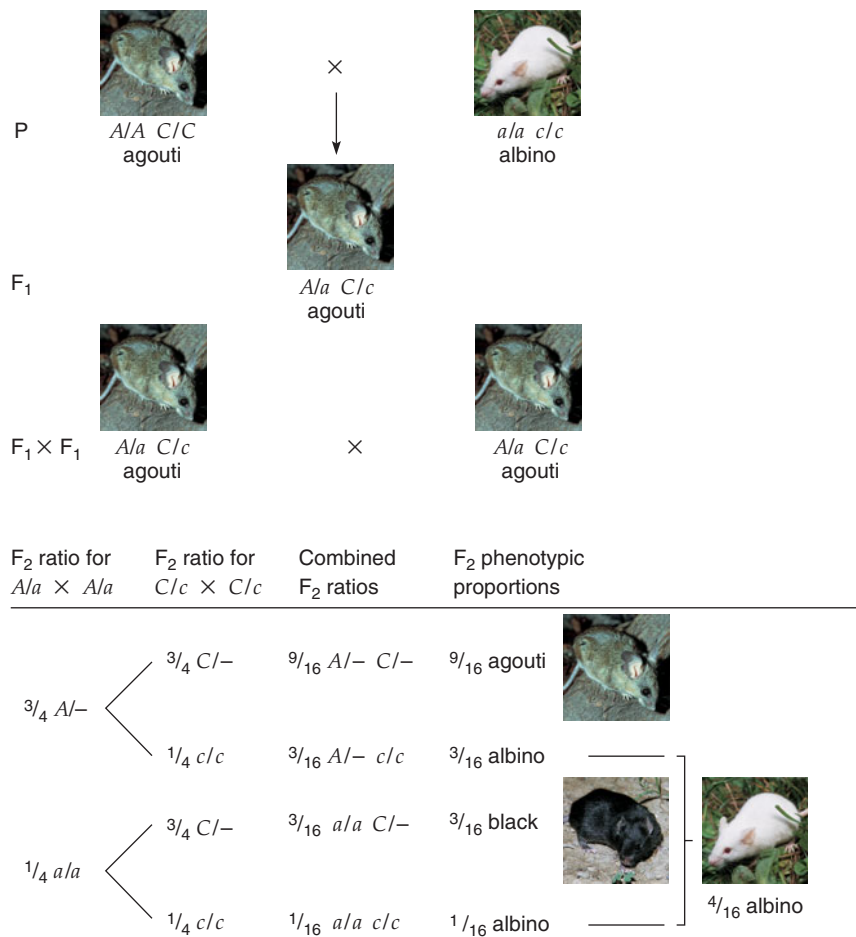 ×
P A/A C/C a/a c/c
agouti albino
F₁ A/a C/c
agouti
F₁ × F₁ A/a C/c × A/a C/c
agouti agouti
F₂ ratio for F₂ ratio for Combined F₂ phenotypic
A/a × A/a C/c × C/c F₂ ratios proportions
3/4 C/– 9/16 A/– C/– 9/16 agouti
3/4 A/–
1/4 c/c 3/16 A/– c/c 3/16 albino
3/4 C/– 3/16 a/a C/– 3/16 black
1/4 a/a
4/16 albino
1/4 c/c 1/16 a/a c/c 1/16 albino